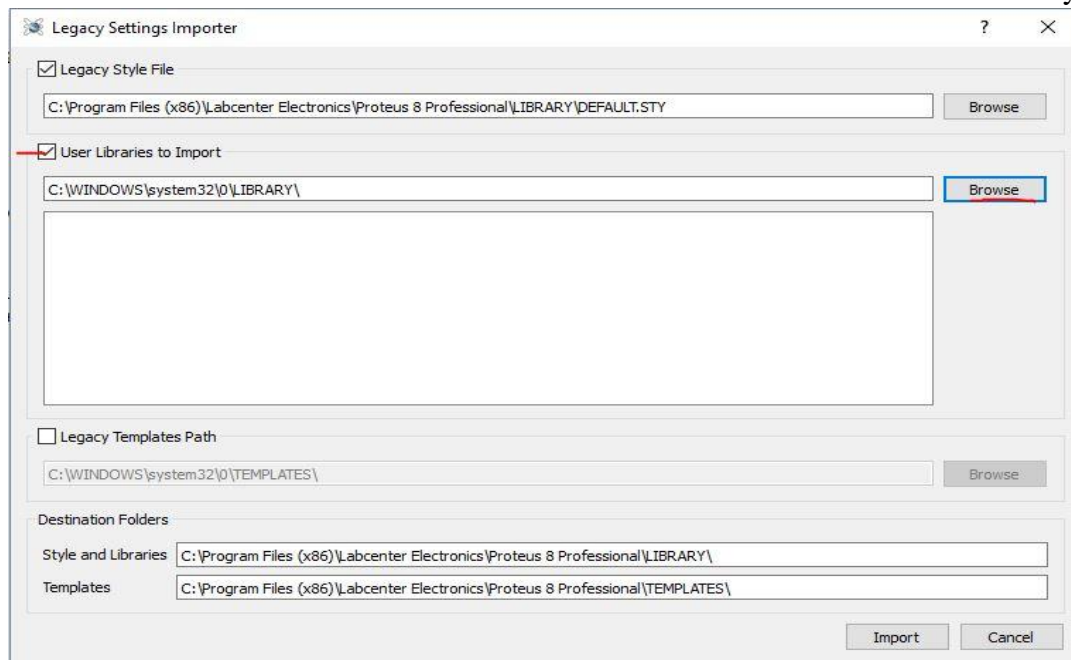 Legacy Settings Importer ? ×
Legacy Style File
C:\Program Files (x86)\Labcenter Electronics\Proteus 8 Professional\LIBRARY\DEFAULT.STY Browse
User Libraries to Import
C:\WINDOWS\system32\0\LIBRARY\ Browse
Legacy Templates Path
C:\WINDOWS\system32\0\TEMPLATES\ Browse
Destination Folders
Style and Libraries C:\Program Files (x86)\Labcenter Electronics\Proteus 8 Professional\LIBRARY\
Templates C:\Program Files (x86)\Labcenter Electronics\Proteus 8 Professional\TEMPLATES\
Import Cancel